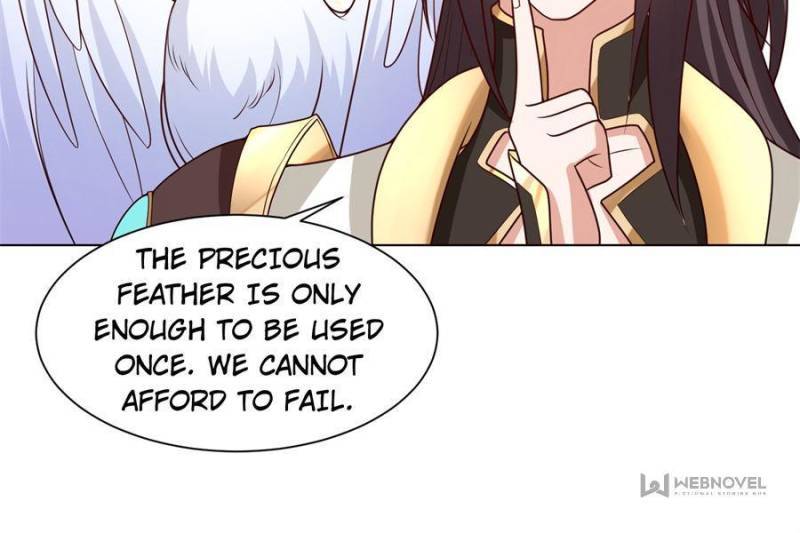 THE PRECIOUS
FEATHER IS ONLY
ENOUGH TO BE USED
ONCE. WE CANNOT
AFFORD TO FAIL.
WEBNOVEL